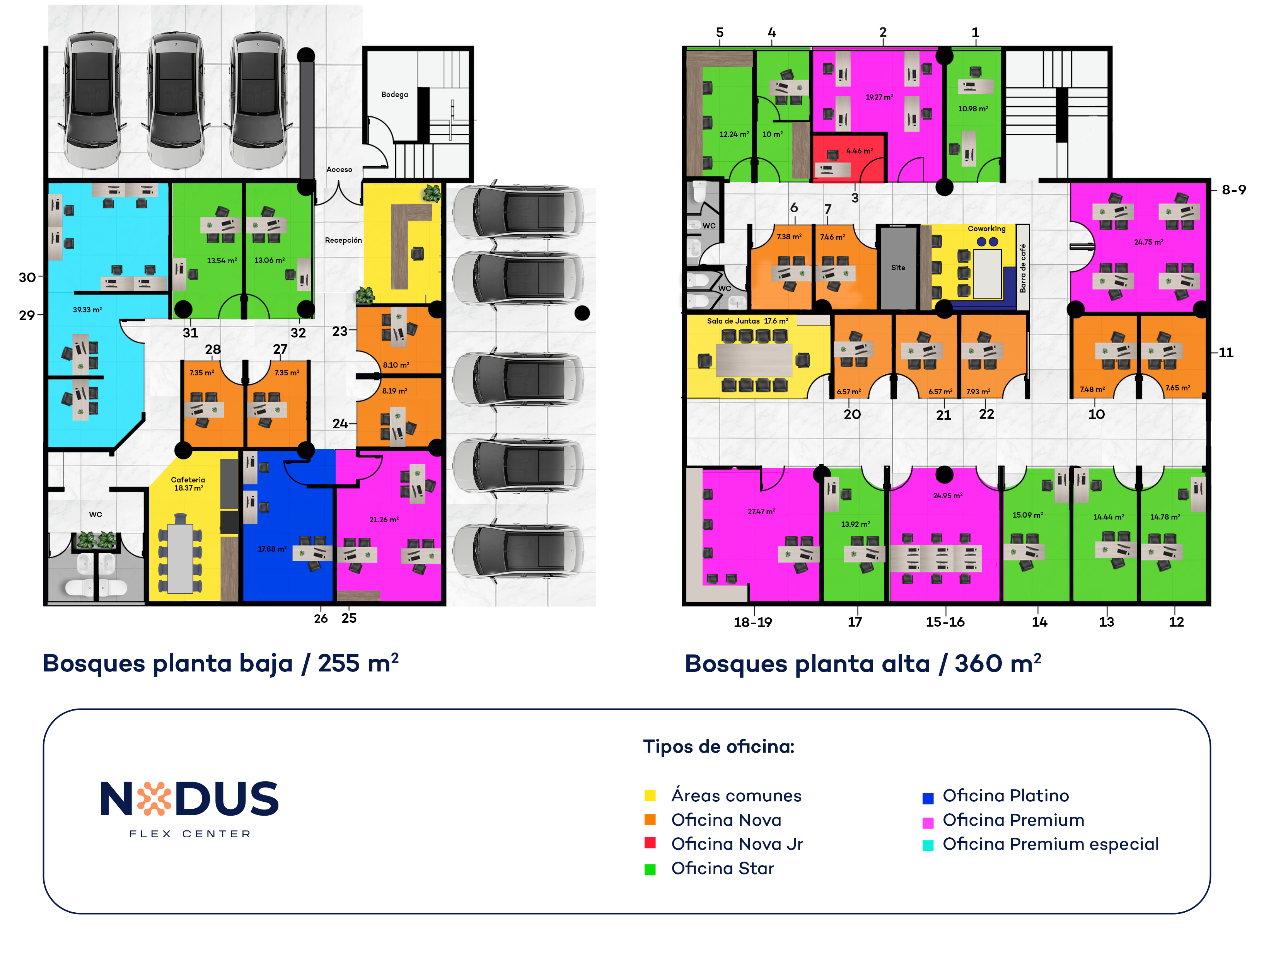 Bodega
Acceso
Recepción
13.54 m²
13.06 m²
30
29
39.33 m²
31
32
28
27
23
7.35 m²
7.35 m²
8.10 m²
8.19 m²
24
Cafetería
18.37 m²
WC
17.58 m²
21.26 m²
26
25
Bosques planta baja / 255 m²
5
4
2
1
12.24 m²
10 m²
19.27 m²
10.98 m²
4.46 m²
3
8-9
WC
WC
6
7
7.38 m²
7.46 m²
Site
Coworking
Barra de café
24.75 m²
Sala de Juntas 17.6 m²
6.57 m²
6.57 m²
7.93 m²
7.48 m²
7.65 m²
11
20
21
22
10
27.47 m²
13.92 m²
24.95 m²
15.09 m²
14.44 m²
14.78 m²
18-19
17
15-16
14
13
12
Bosques planta alta / 360 m²
NODUS
FLEX CENTER
Tipos de oficina:
Áreas comunes
Oficina Nova
Oficina Nova Jr
Oficina Star
Oficina Platino
Oficina Premium
Oficina Premium especial